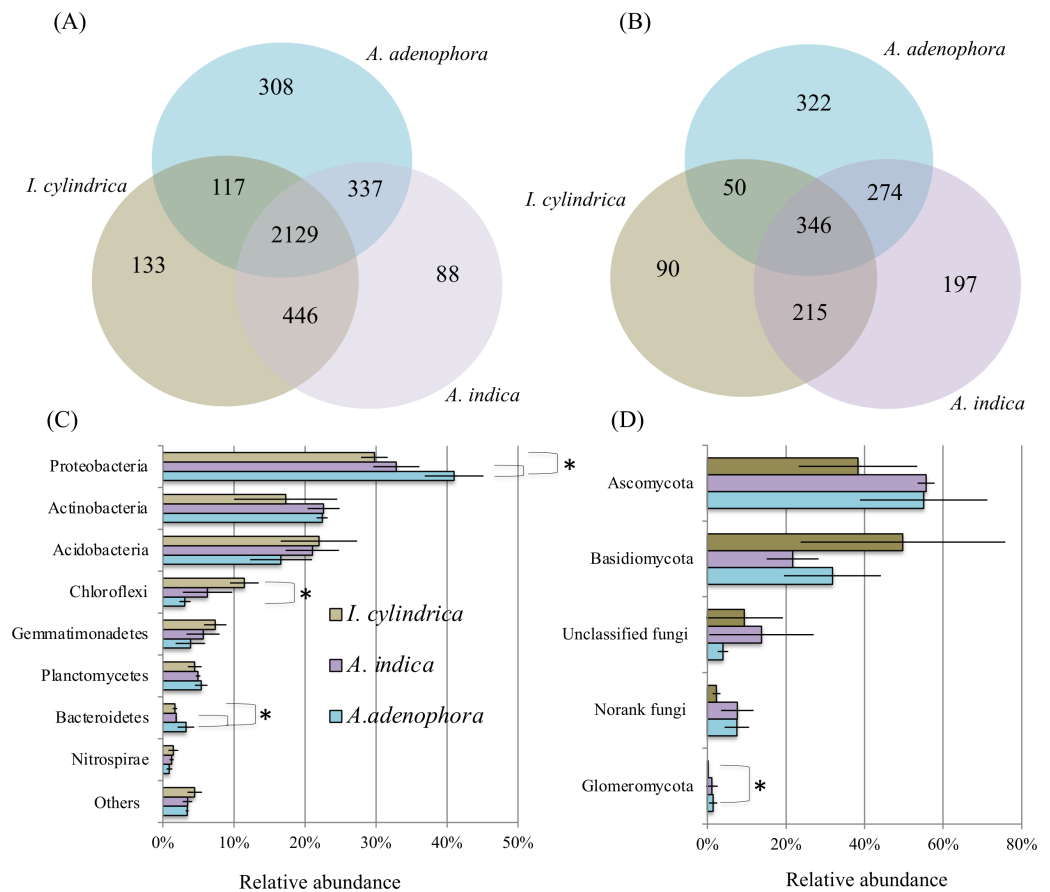 (A)
A. adenophora
308
I. cylindrica
117
337
2129
133
88
446
A. indica
(B)
A. adenophora
322
I. cylindrica
50
274
346
90
197
215
A. indica
(C)
Proteobacteria
*
Actinobacteria
Acidobacteria
Chloroflexi
*
Gemmatimonadetes
Planctomycetes
Bacteroidetes
*
Nitrospirae
Others
I. cylindrica
A. indica
A.adenophora
0% 10% 20% 30% 40% 50%
Relative abundance
(D)
Ascomycota
Basidiomycota
Unclassified fungi
Norank fungi
Glomeromycota
*
0% 20% 40% 60% 80%
Relative abundance